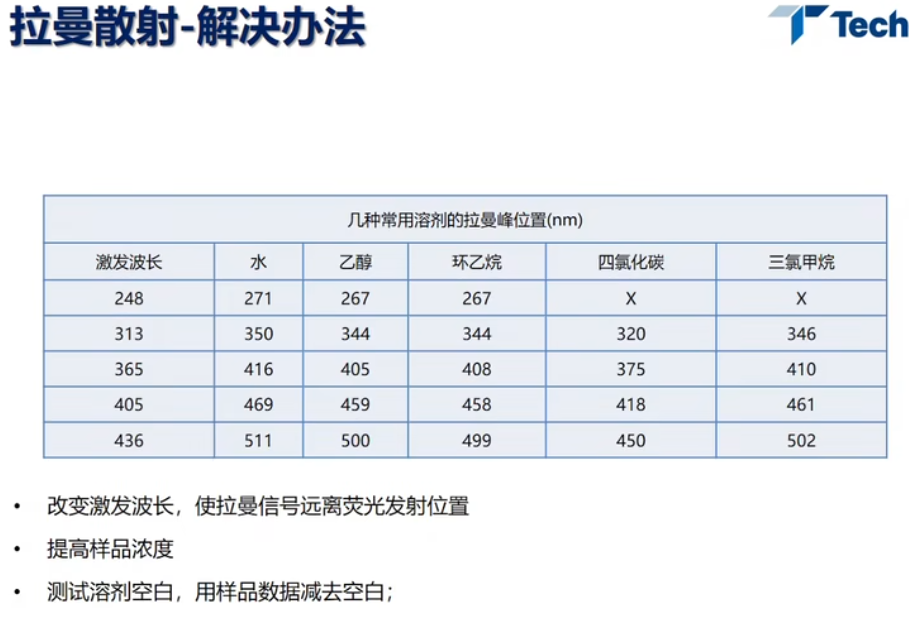 拉曼散射-解决办法
Tech
几种常用溶剂的拉曼峰位置(nm)
激发波长 水 乙醇 环乙烷 四氯化碳 三氯甲烷
248 271 267 267 X X
313 350 344 344 320 346
365 416 405 408 375 410
405 469 459 458 418 461
436 511 500 499 450 502
• 改变激发波长，使拉曼信号远离荧光发射位置
• 提高样品浓度
• 测试溶剂空白，用样品数据减去空白；